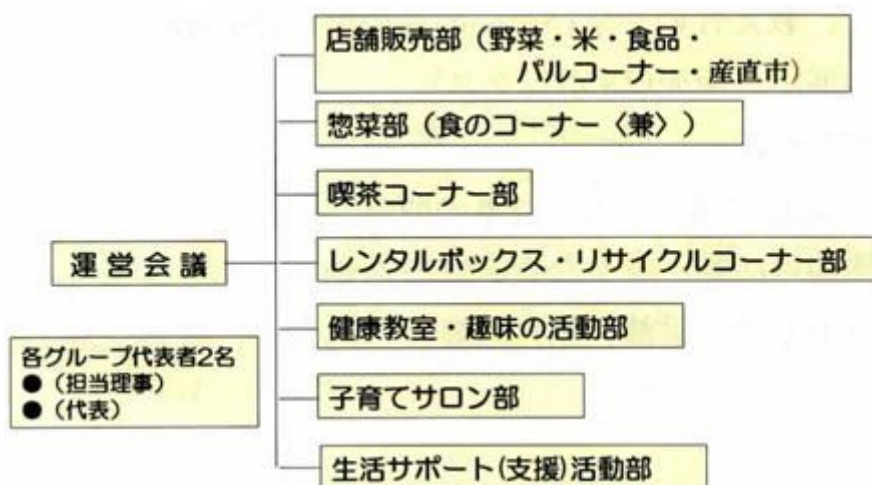 店舗販売部（野菜・米・食品・
パルコーナー・産直市）
惣菜部（食のコーナー〈兼〉）
喫茶コーナー部
運営会議
レンタルボックス・リサイクルコーナー部
健康教室・趣味の活動部
各グループ代表者2名
●（担当理事）
●（代表）
子育てサロン部
生活サポート(支援)活動部